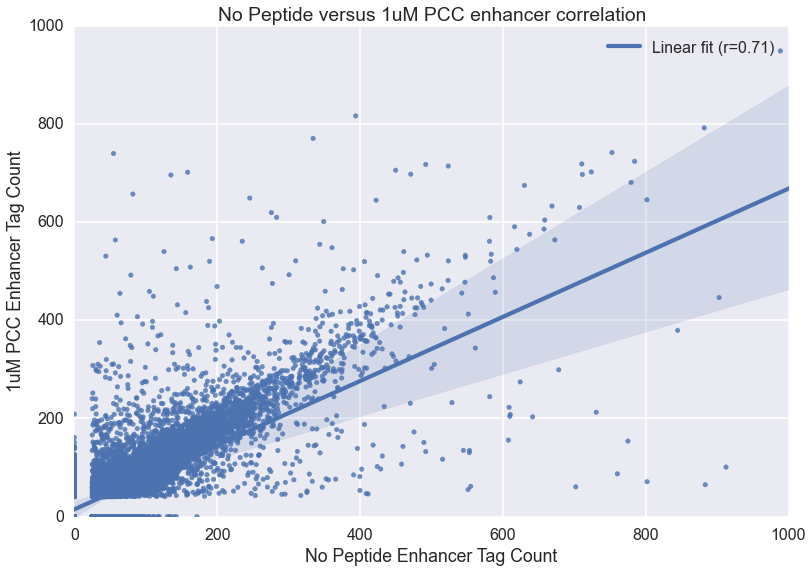 No Peptide versus 1uM PCC enhancer correlation
Linear fit (r=0.71)
1uM PCC Enhancer Tag Count
1000
800
600
400
200
0
0 200 400 600 800 1000
No Peptide Enhancer Tag Count